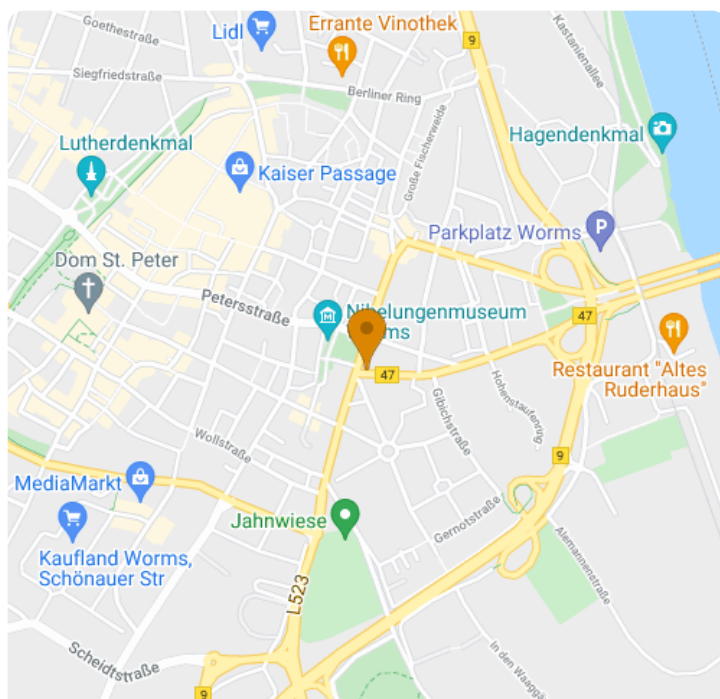 Goethestraße
Lidl
Errante Vinothek
9
Kastanienallee
Siegfriedstraße
Berliner Ring
Lutherdenkmal
Kaiser Passage
Große Fischerweide
Hagendenkmal
Parkplatz Worms
P
Dom St. Peter
Petersstraße
Nibelungenmuseum
47
47
Restaurant "Altes
Ruderhaus"
Gibichstraße
Hohenstaufenring
Wollstraße
9
MediaMarkt
Jahnwiese
Gernotstraße
Kaufland Worms,
Schönauer Str
Alemannenstraße
L523
Scheidtstraße
In den
9